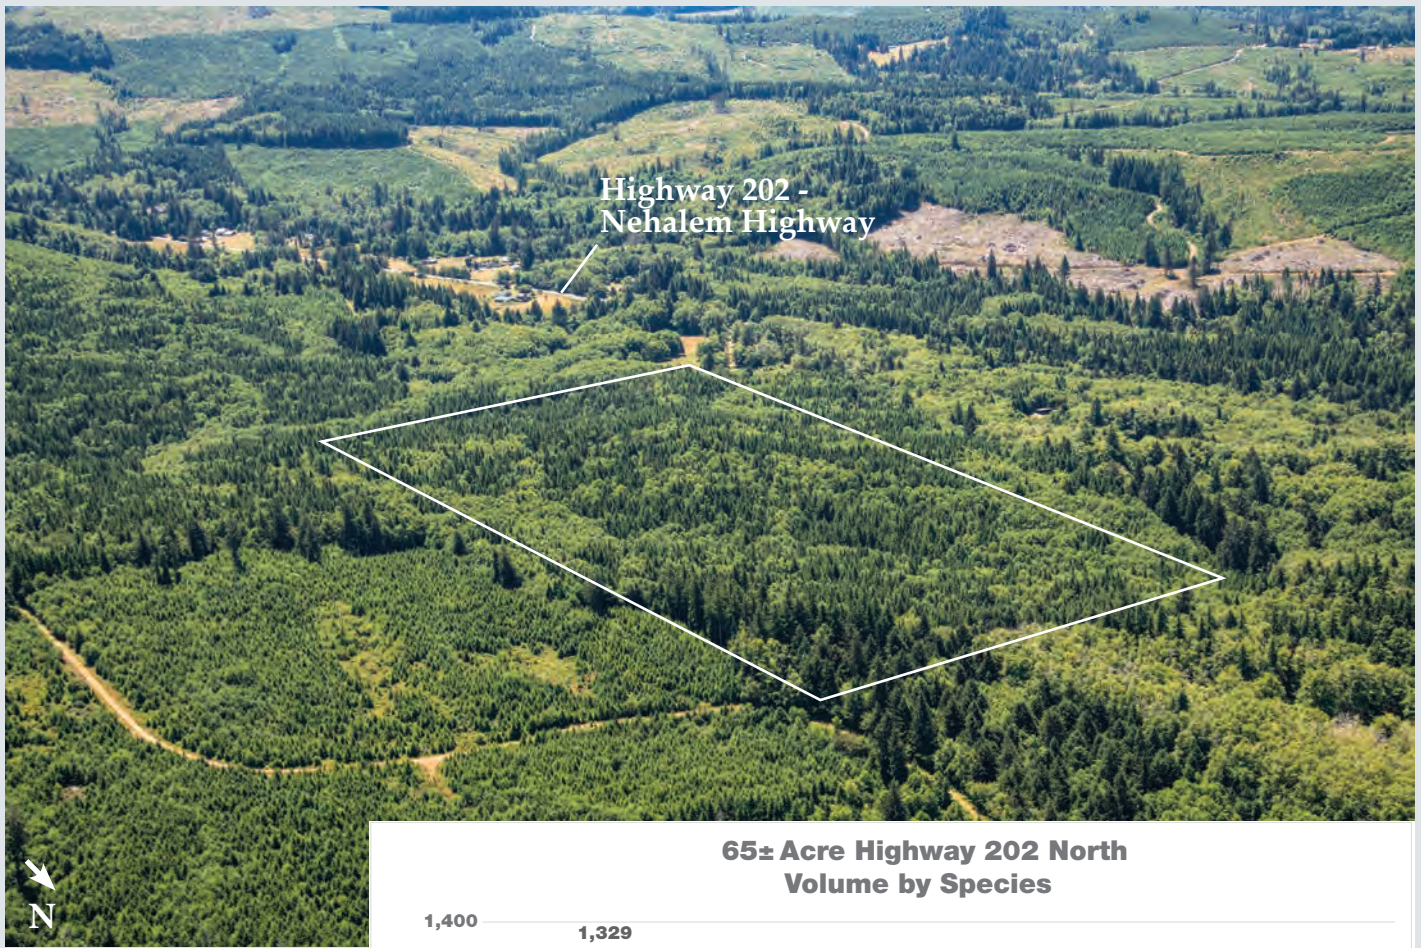 Highway 202 -
Nehalem Highway
N
65± Acre Highway 202 North
Volume by Species
1,400
1,329